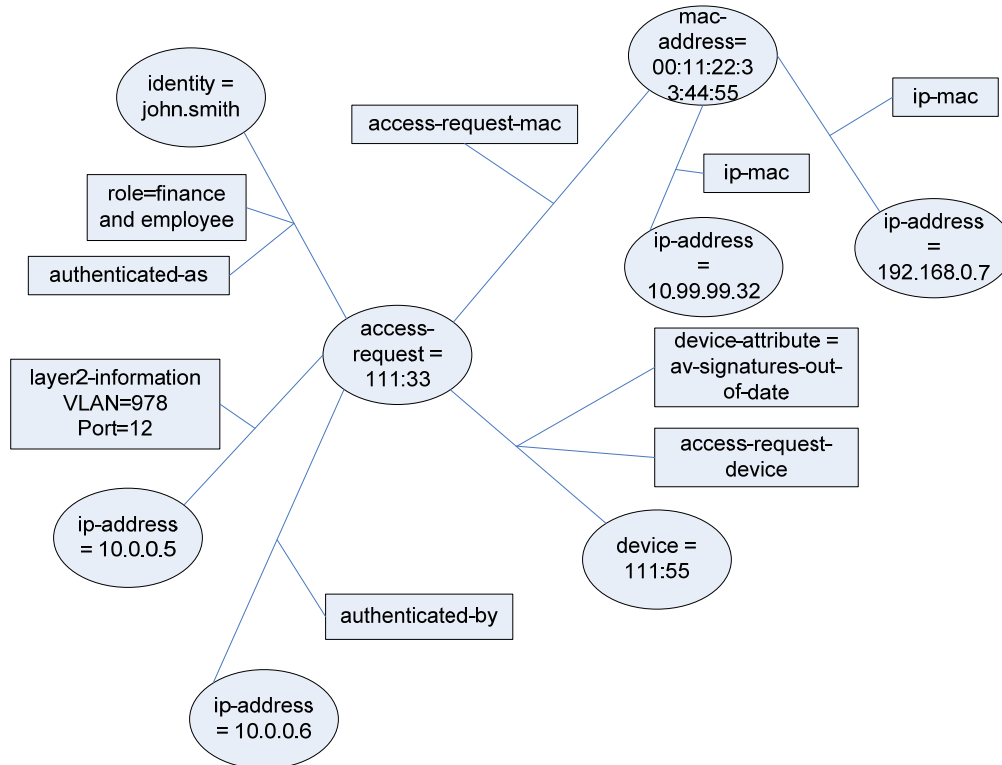 mac-
address=
00:11:22:3
3:44:55
identity =
john.smith
ip-mac
access-request-mac
ip-mac
role=finance
and employee
ip-address
=
10.99.99.32
ip-address
=
192.168.0.7
authenticated-as
access-
request =
111:33
device-attribute =
av-signatures-out-
of-date
layer2-information
VLAN=978
Port=12
access-request-
device
ip-address
= 10.0.0.5
device =
111:55
authenticated-by
ip-address
= 10.0.0.6